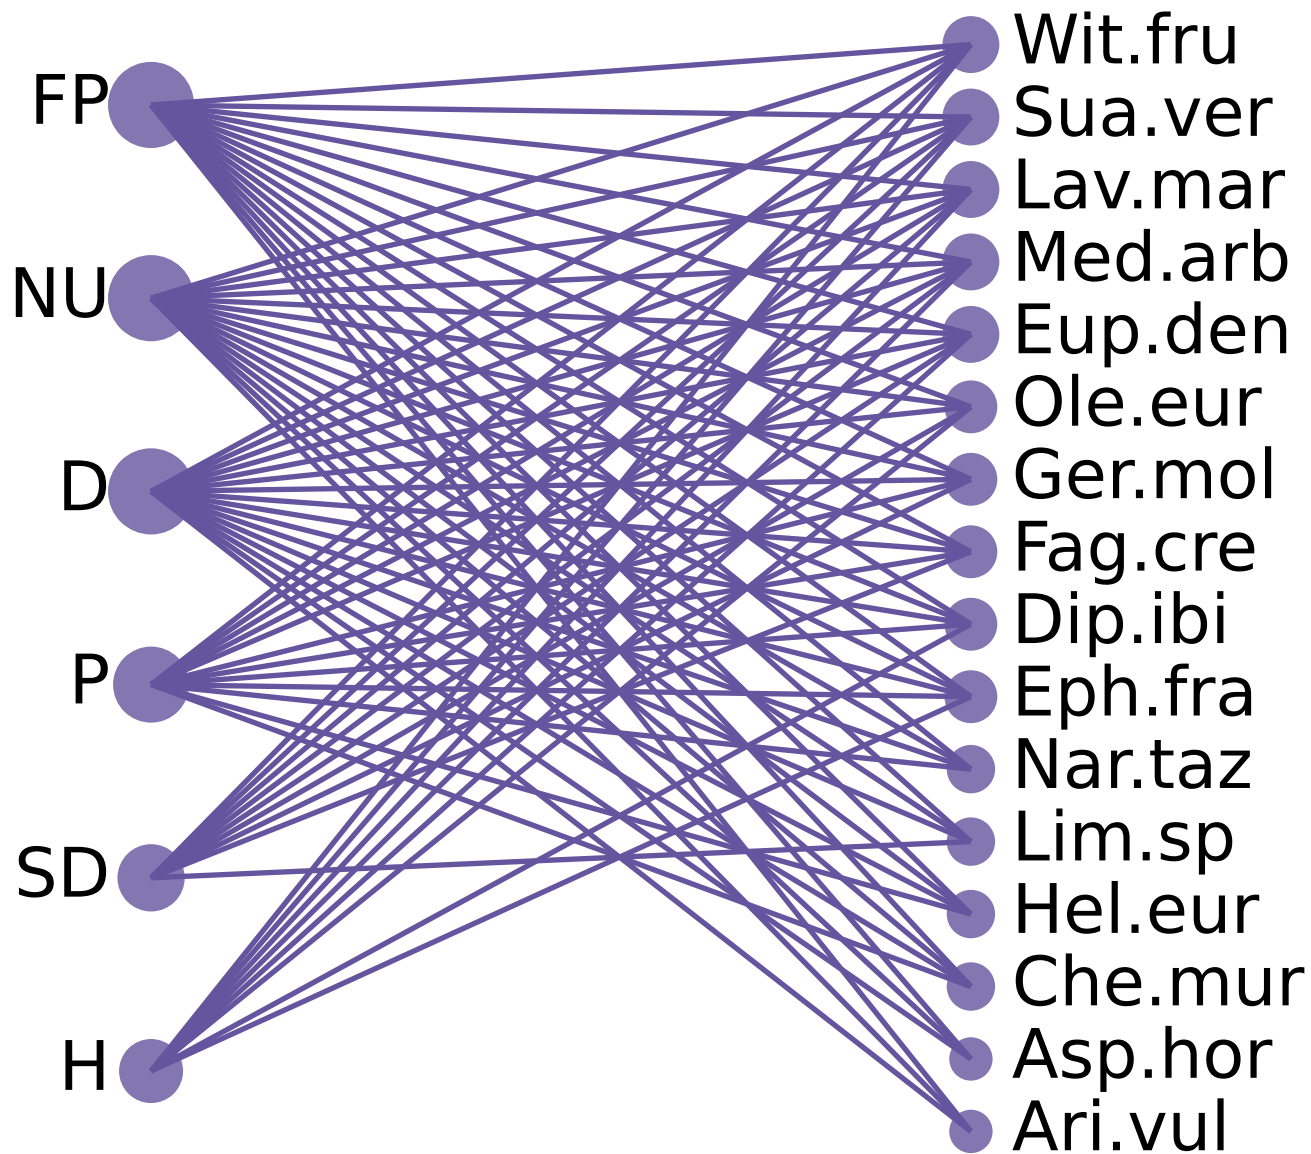 FP
NU
D
P
SD
H
Wit.fru
Sua.ver
Lav.mar
Med.arb
Eup.den
Ole.eur
Ger.mol
Fag.cre
Dip.ibi
Eph.fra
Nar.taz
Lim.sp
Hel.eur
Che.mur
Asp.hor
Ari.vul